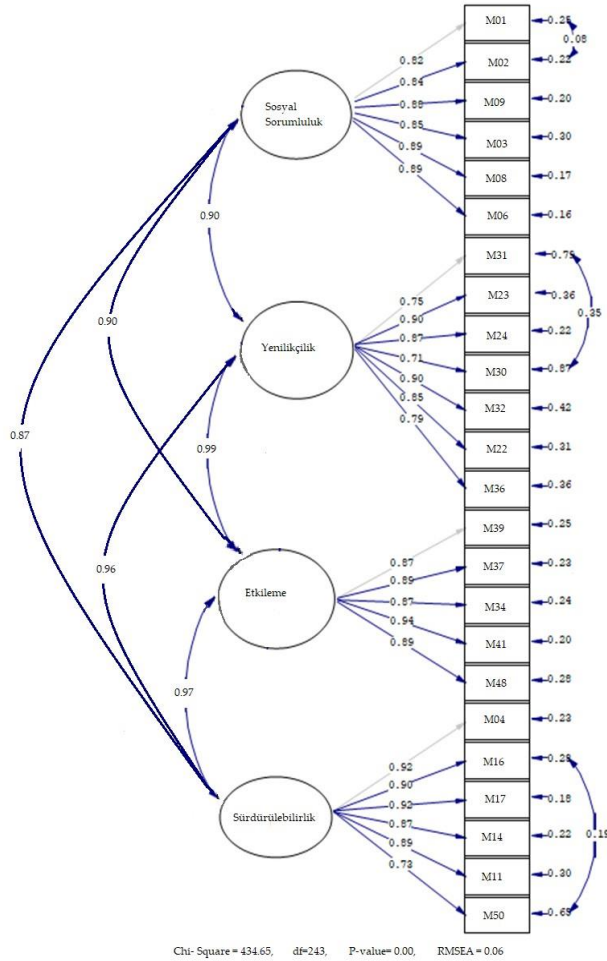 M01
0.25
0.08
0.82
M02
0.84
Sosyal
Sorumluluk
0.88
M09
0.20
0.85
M03
0.30
0.89
M08
0.17
0.89
M06
0.16
0.90
M31
0.75
M23
0.36
0.90
0.35
0.90
0.87
M24
0.22
Yenilikçilik
0.71
M30
0.90
M32
0.42
0.85
0.79
M22
0.31
0.87
0.99
M36
0.36
M39
0.25
0.96
0.87
M37
0.23
0.89
Etkileme
0.87
M34
0.24
0.94
M41
0.20
0.89
M48
0.28
0.97
M04
0.23
0.92
M16
0.90
M17
0.18
0.92
Sürdürülebilirlik
0.87
M14
0.22
0.19
0.89
M11
0.30
0.73
M50
Chi- Square = 434.65, df=243, P-value= 0.00, RMSEA = 0.06